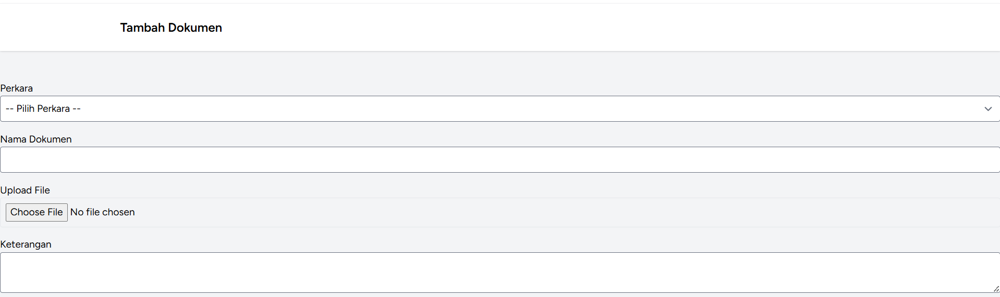 Tambah Dokumen
Perkara
-- Pilih Perkara --
Nama Dokumen
Upload File
Choose File No file chosen
Keterangan